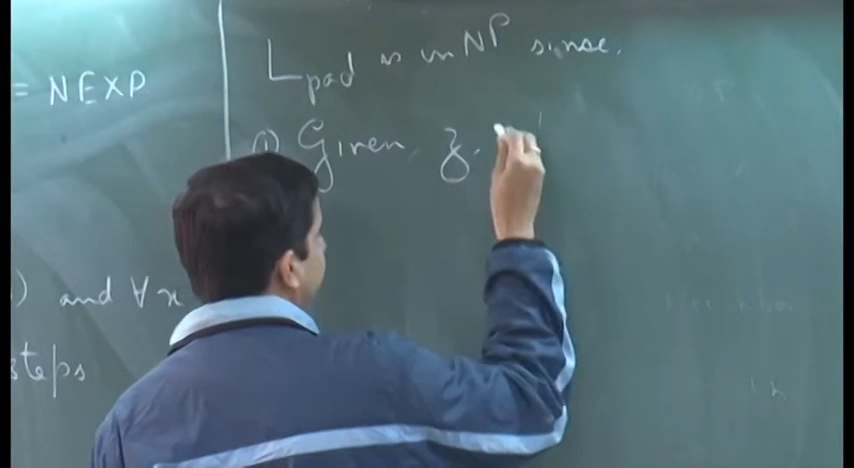 = NEXP
) and ∀ x
steps
L_pad is in NP since.
① Given z.